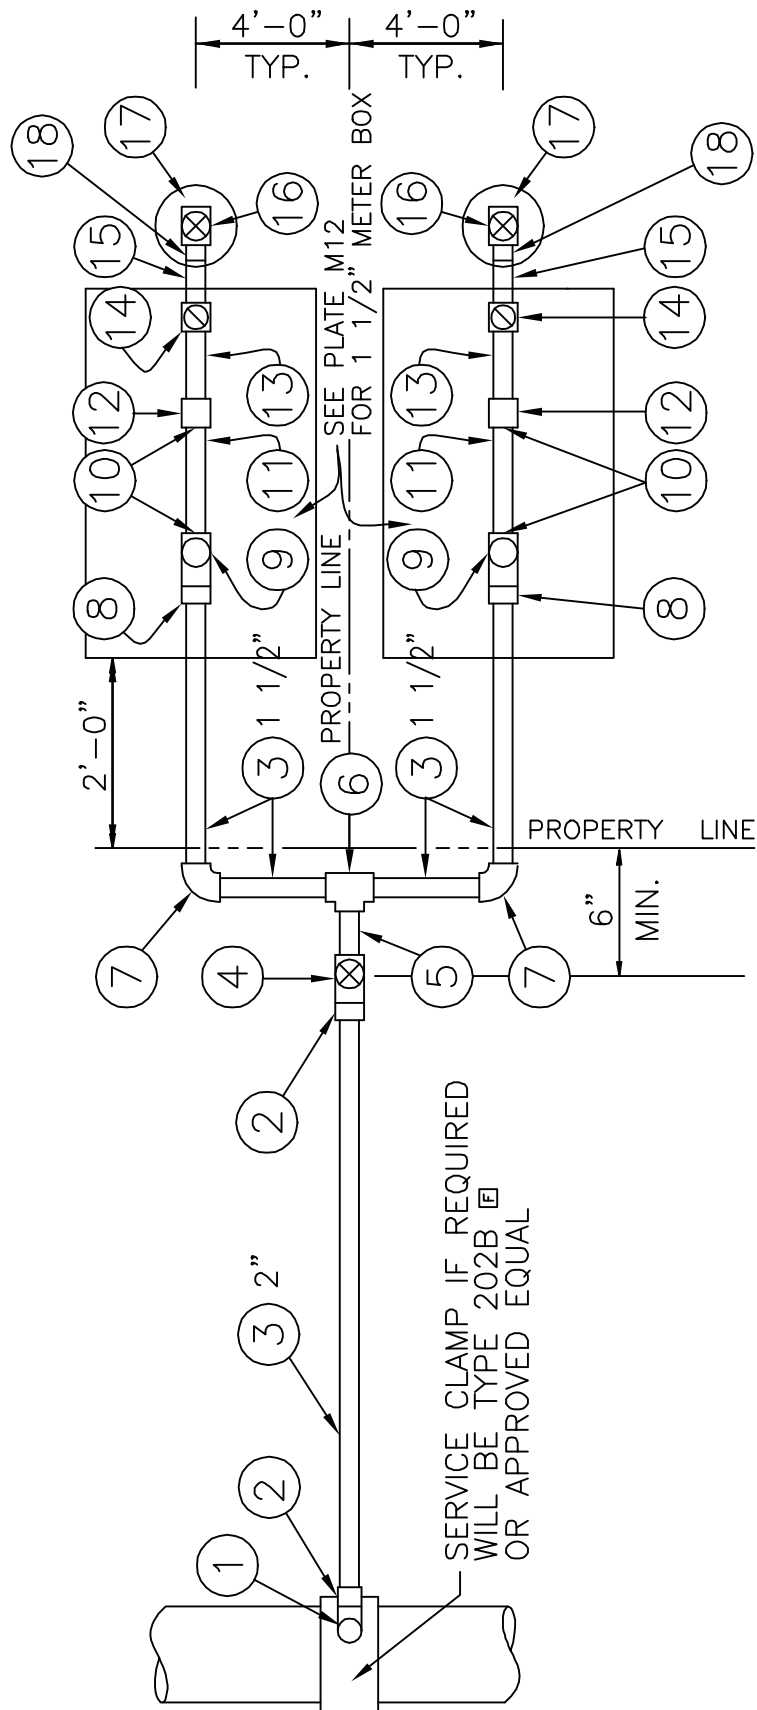 4'-0"
4'-0"
TYP.
TYP.
18
17
16
15
14
13
12
11
10
9
8
SEE PLATE M12
FOR 1 1/2" METER BOX
17
18
16
15
14
13
12
11
10
9
8
PROPERTY LINE
2'-0"
3 1 1/2"
3 1 1/2"
6
PROPERTY LINE
6"
MIN.
7
4
5
7
2
3 2"
2
1
SERVICE CLAMP IF REQUIRED
WILL BE TYPE 202B F
OR APPROVED EQUAL